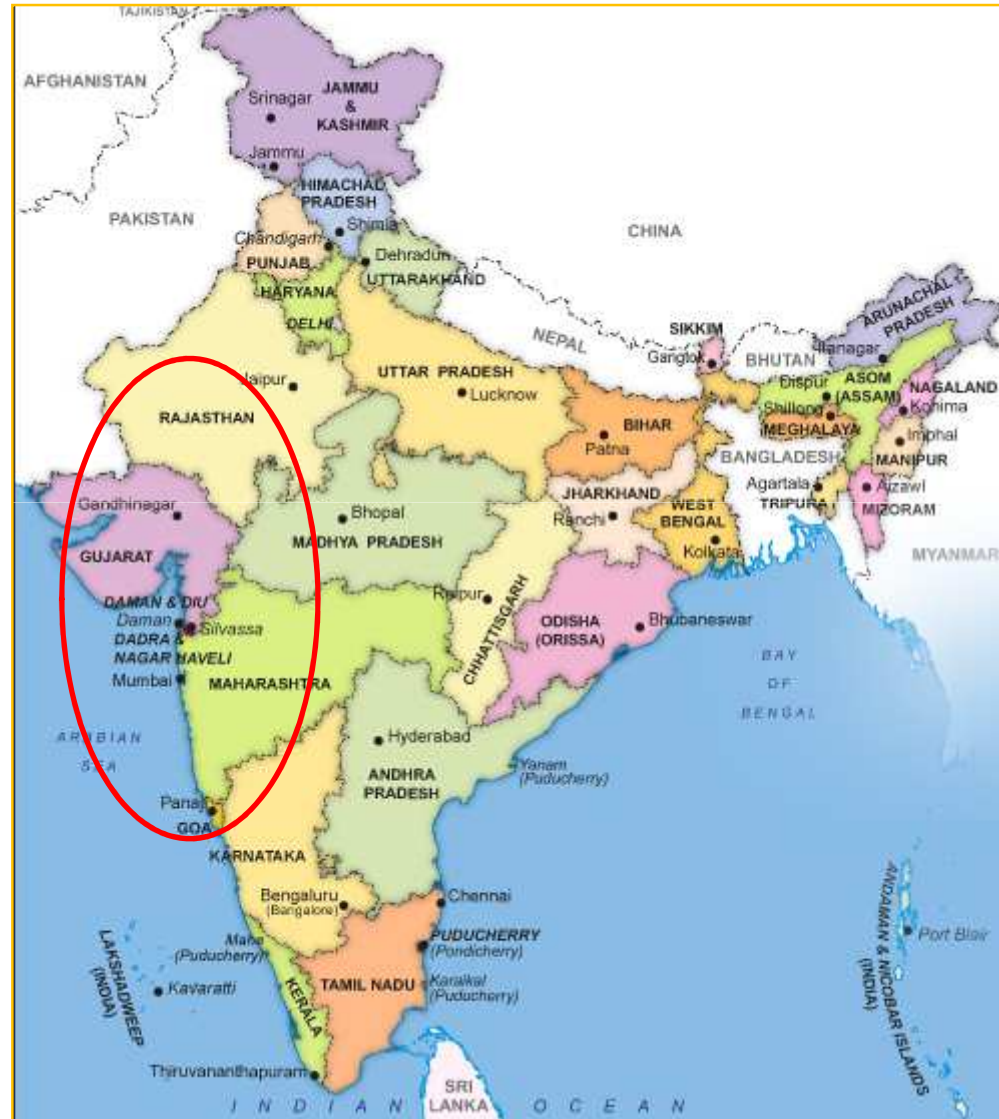 TAJIKISTAN
AFGHANISTAN
JAMMU
&
KASHMIR
Srinagar
Jammu
HIMACHAD
PRADESH
PAKISTAN
Shimla
CHINA
Chandigarh
PUNJAB
Dehradun
UTTARAKHAND
HARYANA
DELHI
ARUNACHAL
PRADESH
SIKKIM
NEPAL
Gangtok
BHUTAN
Itanagar
Jaipur
UTTAR PRADESH
Lucknow
Dispur
ASOM
(ASSAM)
NAGALAND
RAJASTHAN
BIHAR
Patna
Shillong
MEGHALAYA
Kohima
Imphal
MANIPUR
BANGLADESH
Gandhinagar
Bhopal
MADHYA PRADESH
JHARKHAND
Ranchi
WEST
BENGAL
Kolkata
Agartala
TRIPURA
Aizawl
MIZORAM
MYANMAR
GUJARAT
DAMAN & DIU
Daman
Silvassa
DADRA &
NAGAR HAVELI
Mumbai
MAHARASHTRA
Raipur
CHHATTISGARH
ODISHA
(ORISSA)
Bhubaneswar
BAY
OF
BENGAL
ARABIAN
SEA
Hyderabad
ANDHRA
PRADESH
Yanam
(Puducherry)
Panaji
GOA
KARNATAKA
Bengaluru
(Bangalore)
Chennai
Mahe
(Puducherry)
PUDUCHERRY
(Pondicherry)
TAMIL NADU
Karaikal
(Puducherry)
KERALA
LAKSHADWEEP
(INDIA)
Kavaratti
ANDAMAN & NICOBAR ISLANDS
(INDIA)
Port Blair
Thiruvananthapuram
SRI
LANKA
INDIAN OCEAN